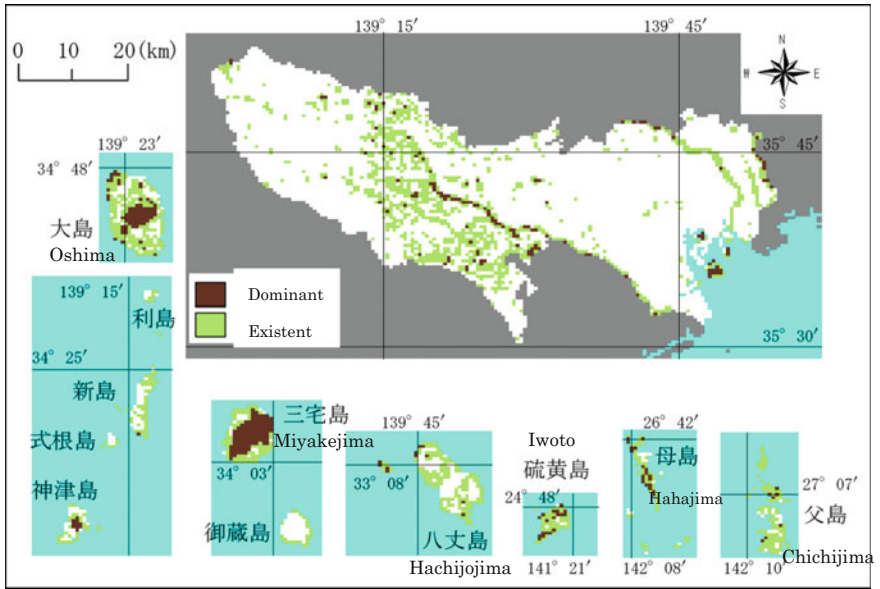 139° 15′
139° 45′
0 10 20(km)
N
W E
S
139° 23′
34° 48′
35° 45′
大島
Oshima
139° 15′
利島
Dominant
Existent
35° 30′
34° 25′
新島
式根島
神津島
三宅島
Miyakejima
34° 03′
御蔵島
139° 45′
33° 08′
八丈島
Hachijojima
Iwoto
硫黄島
24° 48′
141° 21′
26° 42′
母島
Hahajima
142° 08′
27° 07′
父島
Chichijima
142° 10′